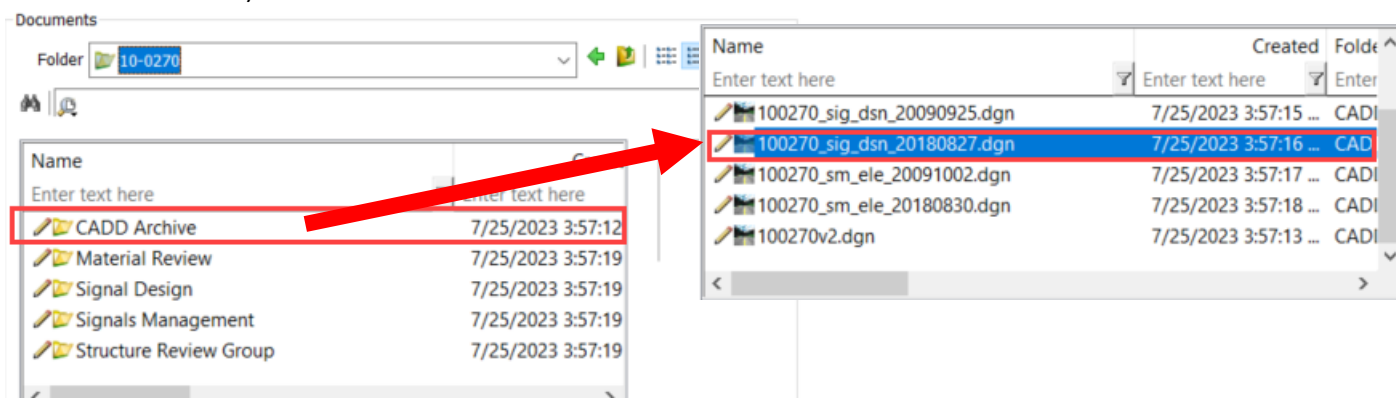 Documents
Folder 10-0270
Name
Enter text here Enter text here
CADD Archive 7/25/2023 3:57:12
Material Review 7/25/2023 3:57:19
Signal Design 7/25/2023 3:57:19
Signals Management 7/25/2023 3:57:19
Structure Review Group 7/25/2023 3:57:19
Name Created Folde
Enter text here Enter text here Enter
100270_sig_dsn_20090925.dgn 7/25/2023 3:57:15 ... CADI
100270_sig_dsn_20180827.dgn 7/25/2023 3:57:16 ... CAD
100270_sm_ele_20091002.dgn 7/25/2023 3:57:17 ... CADI
100270_sm_ele_20180830.dgn 7/25/2023 3:57:18 ... CADI
100270v2.dgn 7/25/2023 3:57:13 ... CADI